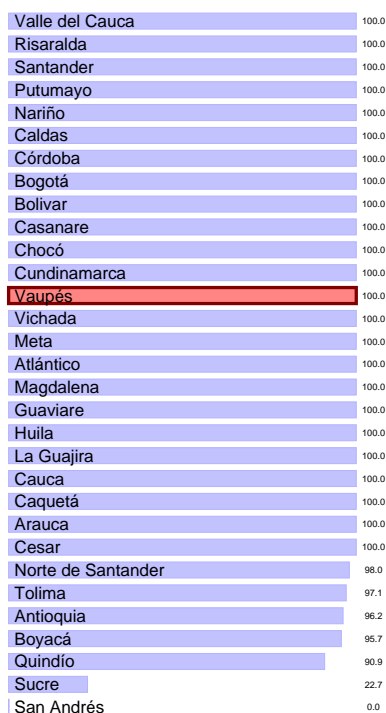 Valle del Cauca 100.0
Risaralda 100.0
Santander 100.0
Putumayo 100.0
Nariño 100.0
Caldas 100.0
Córdoba 100.0
Bogotá 100.0
Bolivar 100.0
Casanare 100.0
Chocó 100.0
Cundinamarca 100.0
Vaupés 100.0
Vichada 100.0
Meta 100.0
Atlántico 100.0
Magdalena 100.0
Guaviare 100.0
Huila 100.0
La Guajira 100.0
Cauca 100.0
Caquetá 100.0
Arauca 100.0
Cesar 100.0
Norte de Santander 98.0
Tolima 97.1
Antioquia 96.2
Boyacá 95.7
Quindío 90.9
Sucre 22.7
San Andrés 0.0